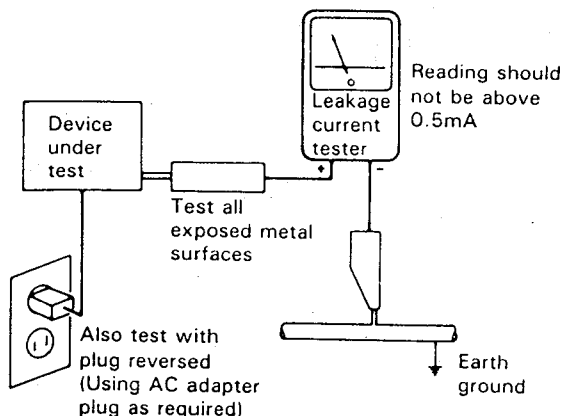 Device
under
test
Leakage
current
tester
+
-
Reading should
not be above
0.5mA
Test all
exposed metal
surfaces
Also test with
plug reversed
(Using AC adapter
plug as required)
Earth
ground